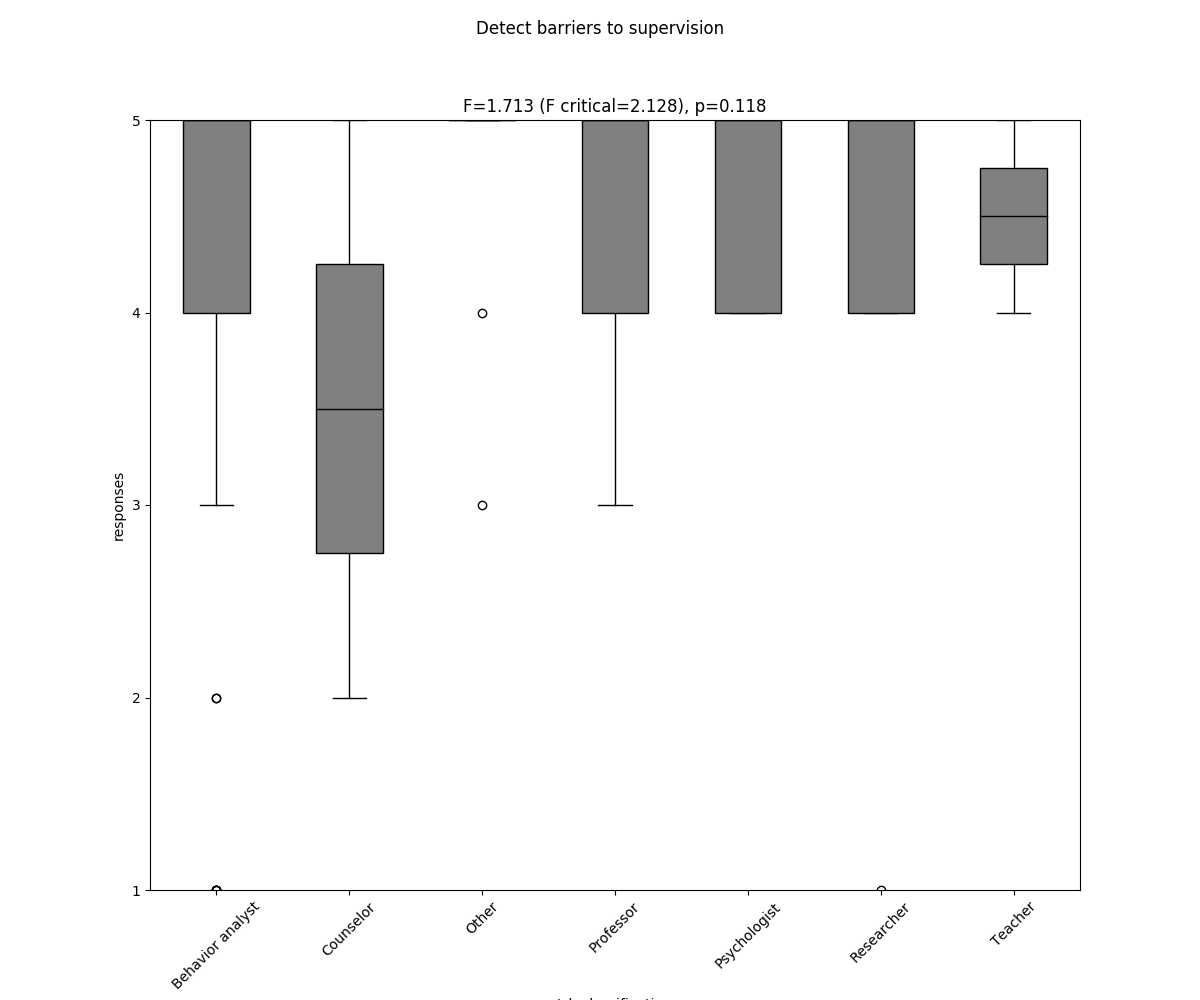 Detect barriers to supervision
F=1.713 (F critical=2.128), p=0.118
5
4
3
2
1
responses
Behavior analyst
Counselor
Other
Professor
Psychologist
Researcher
Teacher